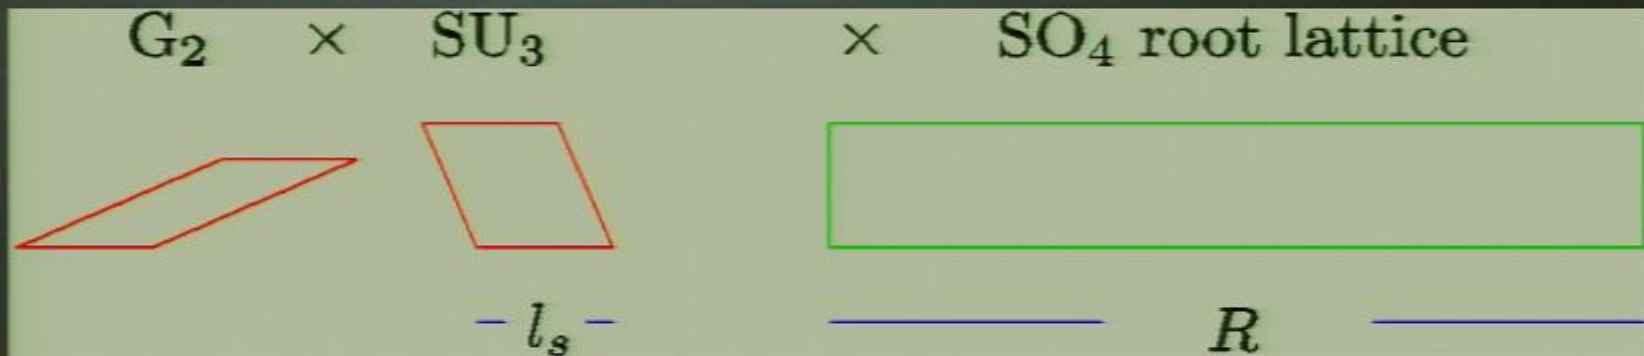 G₂ × SU₃ × SO₄ root lattice
lₛ R